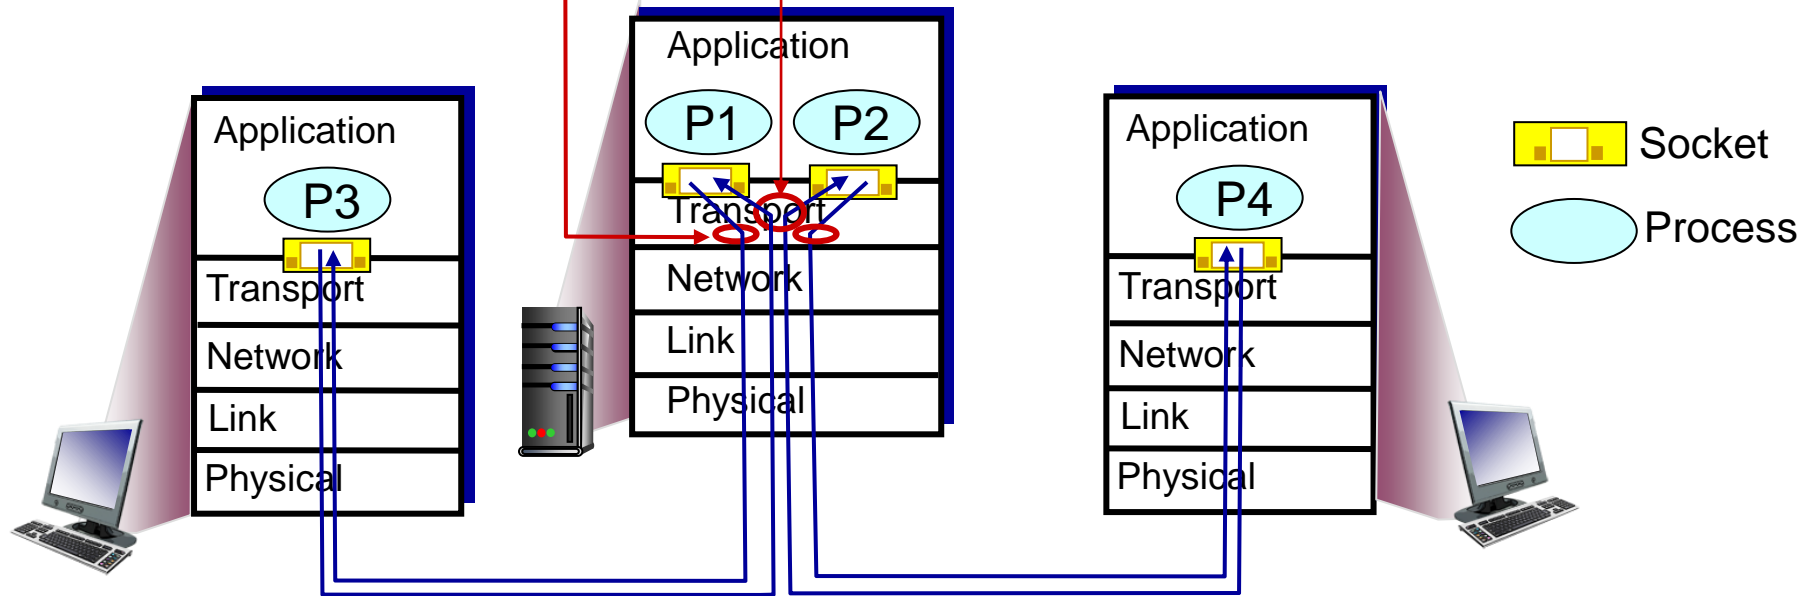 Application
P1
P2
Transport
Network
Link
Physical
Application
P3
Transport
Network
Link
Physical
Application
P4
Transport
Network
Link
Physical
Socket
Process